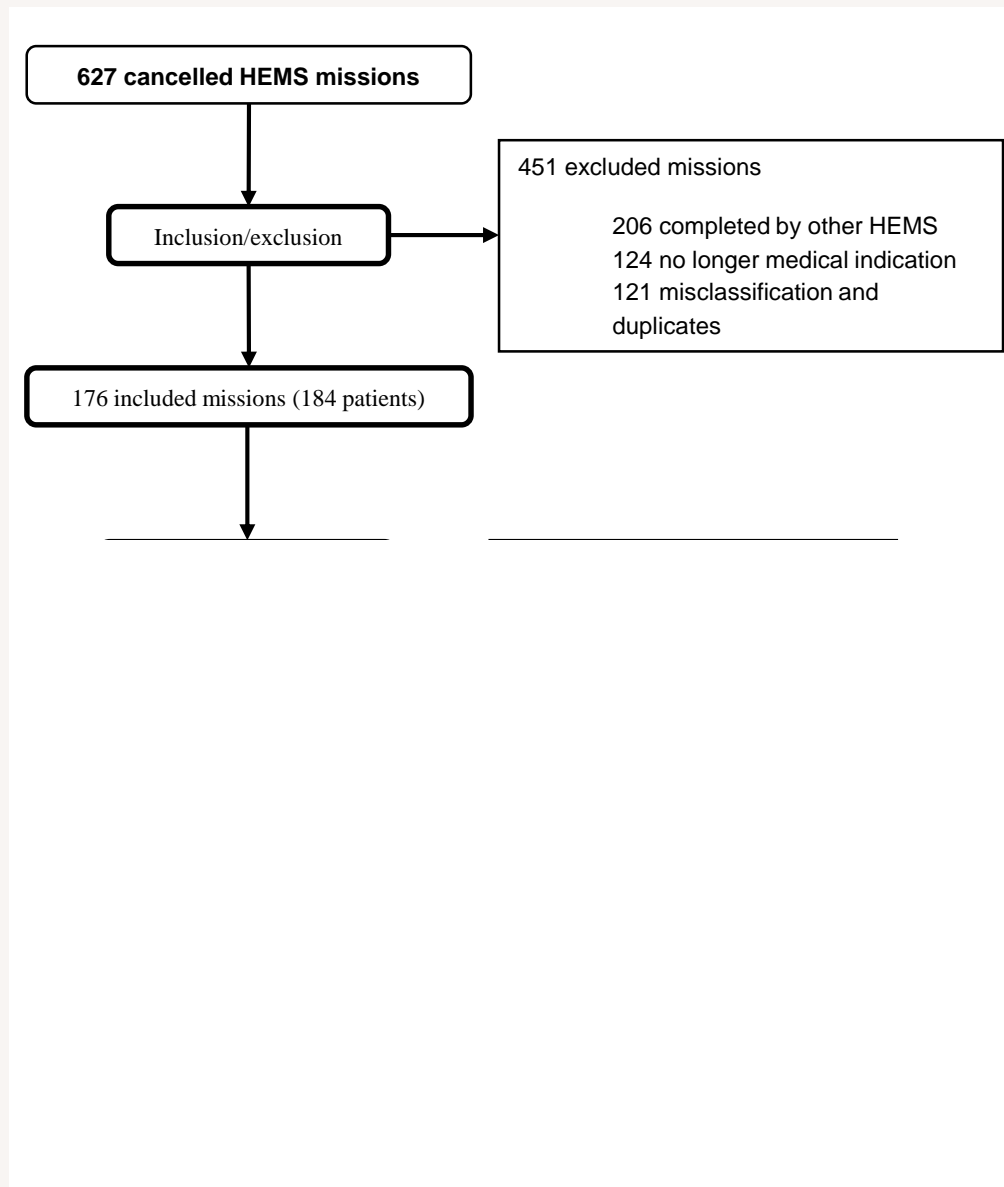 627 cancelled HEMS missions
451 excluded missions
206 completed by other HEMS
124 no longer medical indication
121 misclassification and
duplicates
Inclusion/exclusion
176 included missions (184 patients)